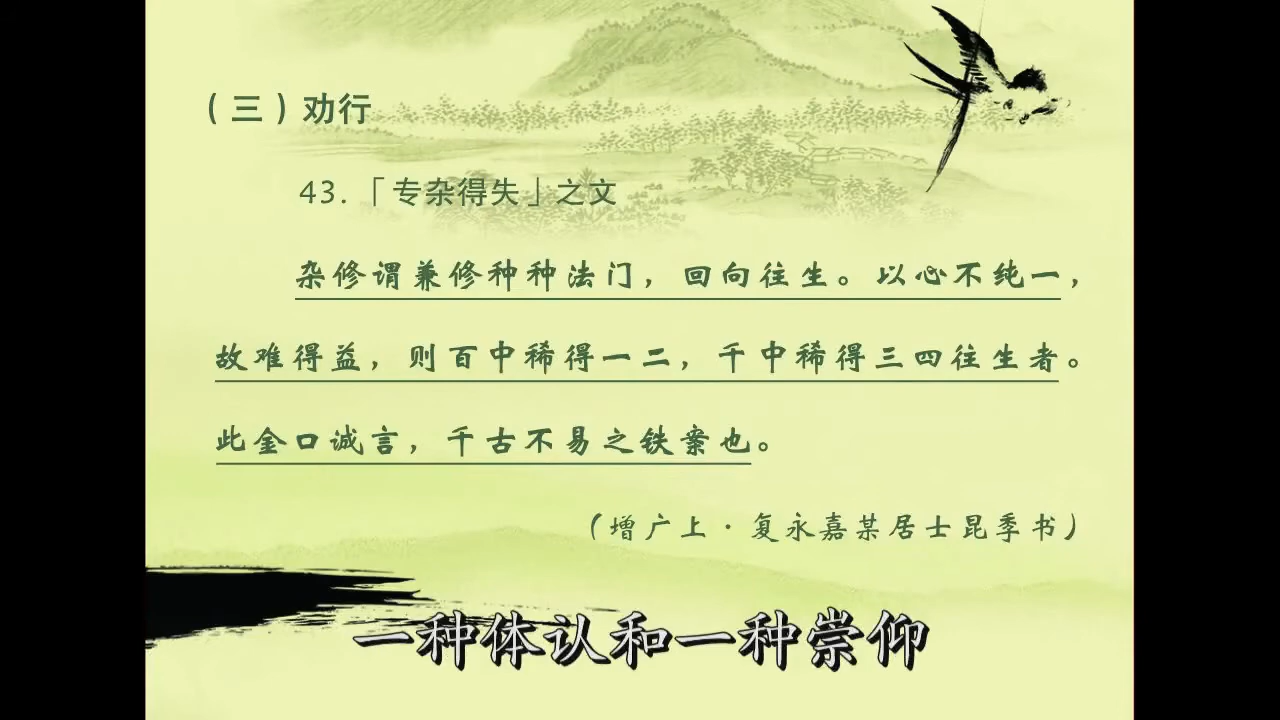 （三）劝行
43.「专杂得失」之文
杂修谓兼修种种法门，回向往生。以心不纯一，
故难得益，则百中稀得一二，千中稀得三四往生者。
此金口诚言，千古不易之铁案也。
（增广上·复永嘉某居士昆季书）
一种体认和一种崇仰